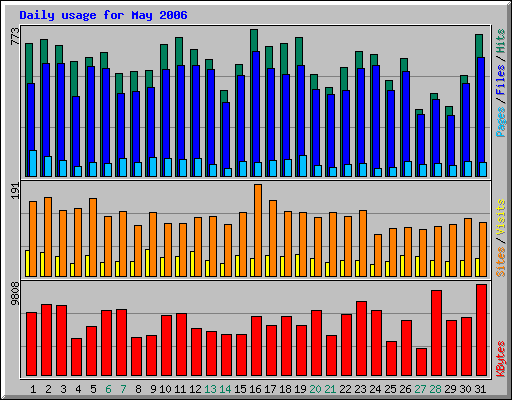 Daily usage for May 2006
773
Pages / Files / Hits
191
Sites / Visits
9808
KBytes
1 2 3 4 5 6 7 8 9 10 11 12 13 14 15 16 17 18 19 20 21 22 23 24 25 26 27 28 29 30 31